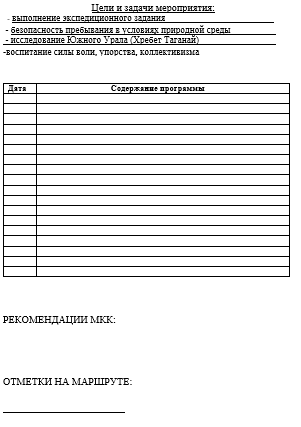 Цели и задачи мероприятия:
- выполнение экспедиционного задания
- безопасность пребывания в условиях природной среды
- исследование Южного Урала (Хребет Таганай)
-воспитание силы воли, упорства, коллективизма
Дата Содержание программы
РЕКОМЕНДАЦИИ МКК:
ОТМЕТКИ НА МАРШРУТЕ: